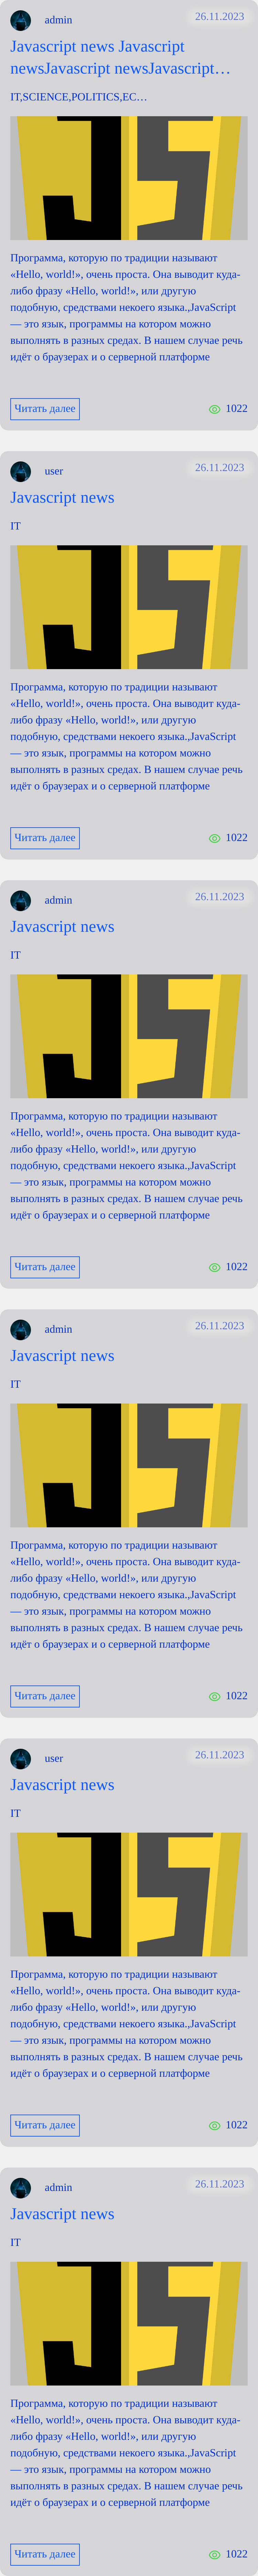 admin
26.11.2023
Javascript news Javascript
newsJavascript newsJavascript…
IT,SCIENCE,POLITICS,EC…
Программа, которую по традиции называют
«Hello, world!», очень проста. Она выводит куда-
либо фразу «Hello, world!», или другую
подобную, средствами некоего языка.,JavaScript
— это язык, программы на котором можно
выполнять в разных средах. В нашем случае речь
идёт о браузерах и о серверной платформе
Читать далее
1022
user
26.11.2023
Javascript news
IT
JS
Программа, которую по традиции называют
«Hello, world!», очень проста. Она выводит куда-
либо фразу «Hello, world!», или другую
подобную, средствами некоего языка.,JavaScript
— это язык, программы на котором можно
выполнять в разных средах. В нашем случае речь
идёт о браузерах и о серверной платформе
Читать далее
1022
admin
26.11.2023
Javascript news
IT
JS
Программа, которую по традиции называют
«Hello, world!», очень проста. Она выводит куда-
либо фразу «Hello, world!», или другую
подобную, средствами некоего языка.,JavaScript
— это язык, программы на котором можно
выполнять в разных средах. В нашем случае речь
идёт о браузерах и о серверной платформе
Читать далее
1022
admin
26.11.2023
Javascript news
IT
JS
Программа, которую по традиции называют
«Hello, world!», очень проста. Она выводит куда-
либо фразу «Hello, world!», или другую
подобную, средствами некоего языка.,JavaScript
— это язык, программы на котором можно
выполнять в разных средах. В нашем случае речь
идёт о браузерах и о серверной платформе
Читать далее
1022
user
26.11.2023
Javascript news
IT
JS
Программа, которую по традиции называют
«Hello, world!», очень проста. Она выводит куда-
либо фразу «Hello, world!», или другую
подобную, средствами некоего языка.,JavaScript
— это язык, программы на котором можно
выполнять в разных средах. В нашем случае речь
идёт о браузерах и о серверной платформе
Читать далее
1022
admin
26.11.2023
Javascript news
IT
JS
Программа, которую по традиции называют
«Hello, world!», очень проста. Она выводит куда-
либо фразу «Hello, world!», или другую
подобную, средствами некоего языка.,JavaScript
— это язык, программы на котором можно
выполнять в разных средах. В нашем случае речь
идёт о браузерах и о серверной платформе
Читать далее
1022